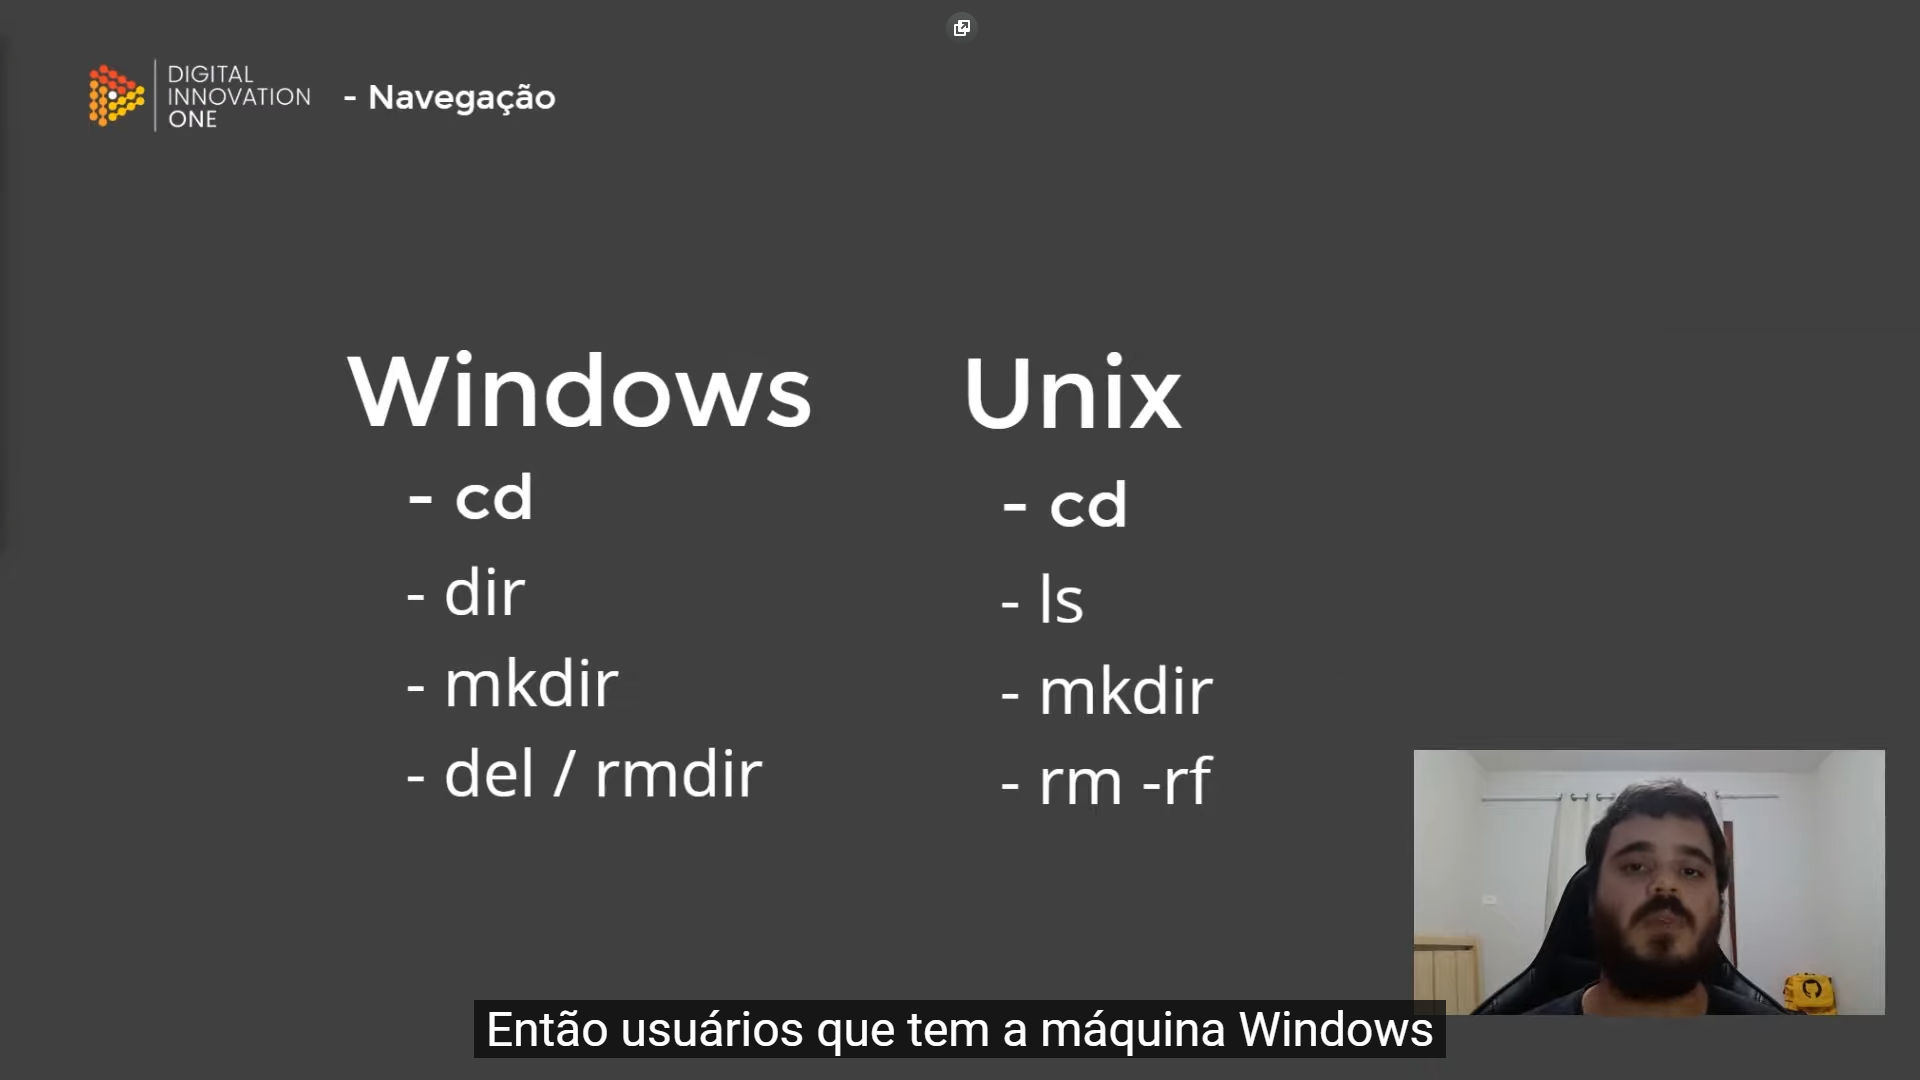 DIGITAL
INNOVATION
ONE
- Navegação
Windows
- cd
- dir
- mkdir
- del / rmdir
Unix
- cd
- ls
- mkdir
- rm -rf
Então usuários que tem a máquina Windows